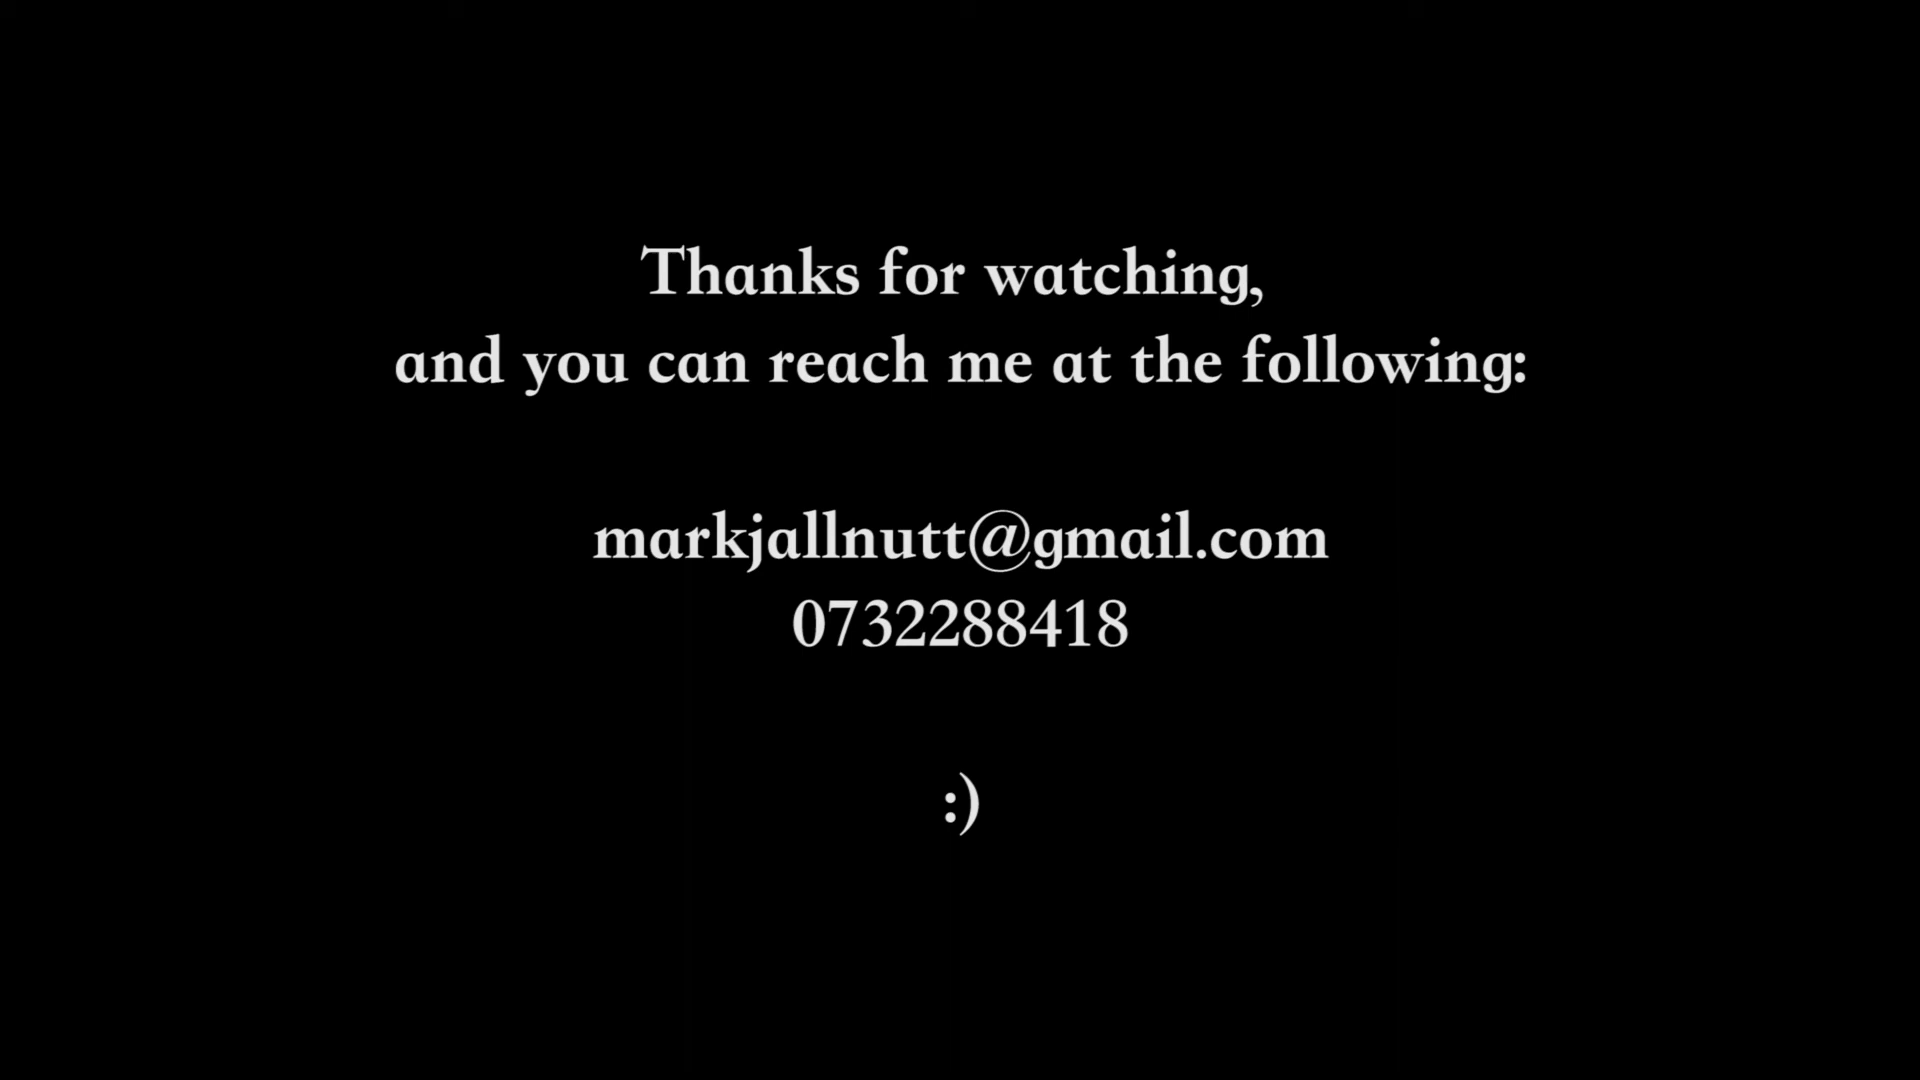 Thanks for watching,
and you can reach me at the following:
markjallnutt@gmail.com
0732288418
:)